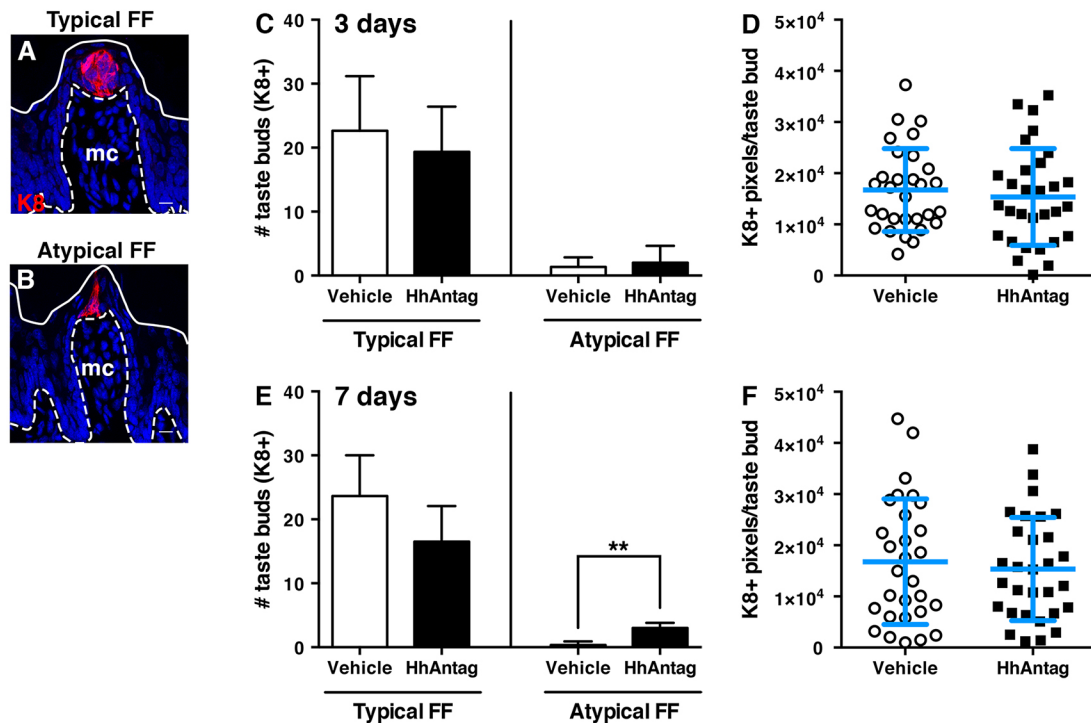 Typical FF
A
mc
K8
Atypical FF
B
mc
C 3 days
# taste buds (K8+)
40
30
20
10
0
Vehicle HhAntag Vehicle HhAntag
Typical FF Atypical FF
D
K8+ pixels/taste bud
5×10⁴
4×10⁴
3×10⁴
2×10⁴
1×10⁴
0
Vehicle HhAntag
E 7 days
# taste buds (K8+)
40
30
20
10
0
**
Vehicle HhAntag Vehicle HhAntag
Typical FF Atypical FF
F
K8+ pixels/taste bud
5×10⁴
4×10⁴
3×10⁴
2×10⁴
1×10⁴
0
Vehicle HhAntag